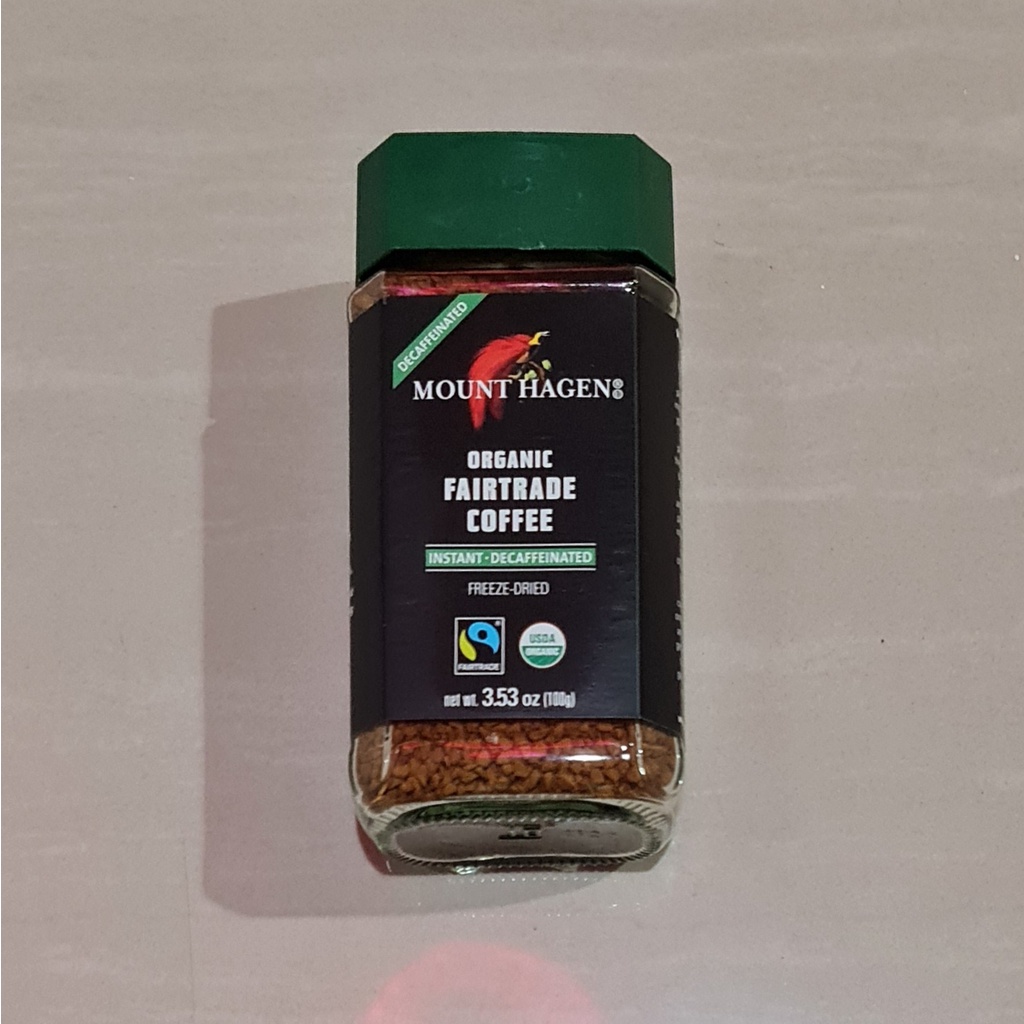 DECAFFEINATED
MOUNT HAGEN®
ORGANIC
FAIRTRADE
COFFEE
INSTANT·DECAFFEINATED
FREEZE-DRIED
FAIRTRADE
USDA
ORGANIC
net wt. 3.53 oz (100g)